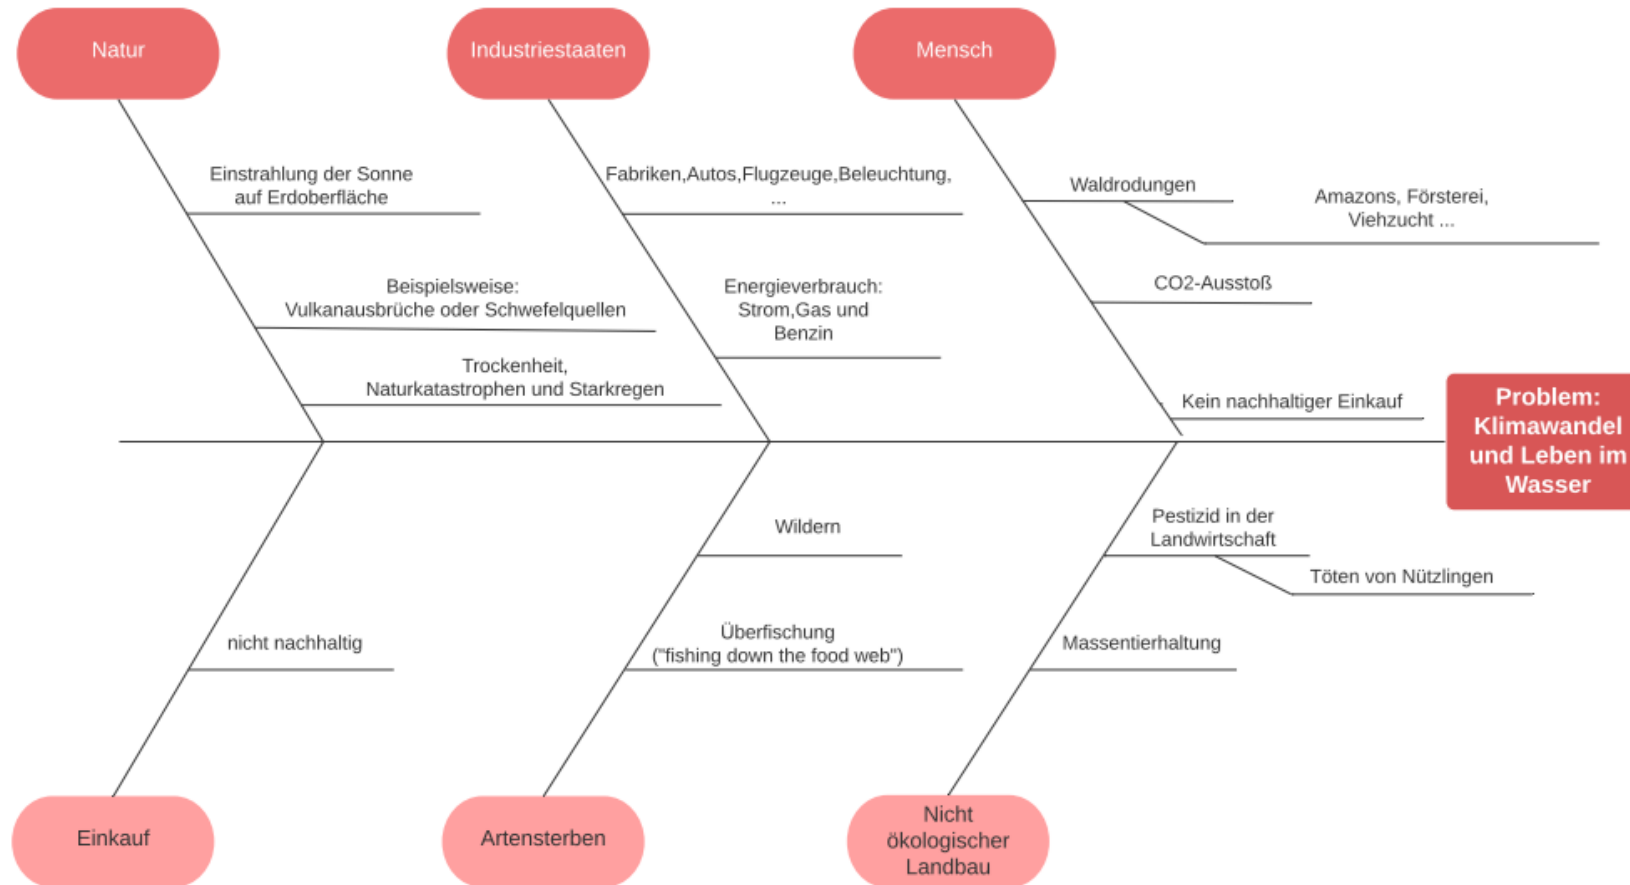 Natur
Industriestaaten
Mensch
Einstrahlung der Sonne
auf Erdoberfläche
Beispielsweise:
Vulkanausbrüche oder Schwefelquellen
Trockenheit,
Naturkatastrophen und Starkregen
Fabriken,Autos,Flugzeuge,Beleuchtung,
...
Energieverbrauch:
Strom,Gas und
Benzin
Waldrodungen
Amazons, Försterei,
Viehzucht ...
CO2-Ausstoß
Kein nachhaltiger Einkauf
Problem:
Klimawandel
und Leben im
Wasser
nicht nachhaltig
Wildern
Überfischung
("fishing down the food web")
Pestizid in der
Landwirtschaft
Töten von Nützlingen
Massentierhaltung
Einkauf
Artensterben
Nicht
ökologischer
Landbau